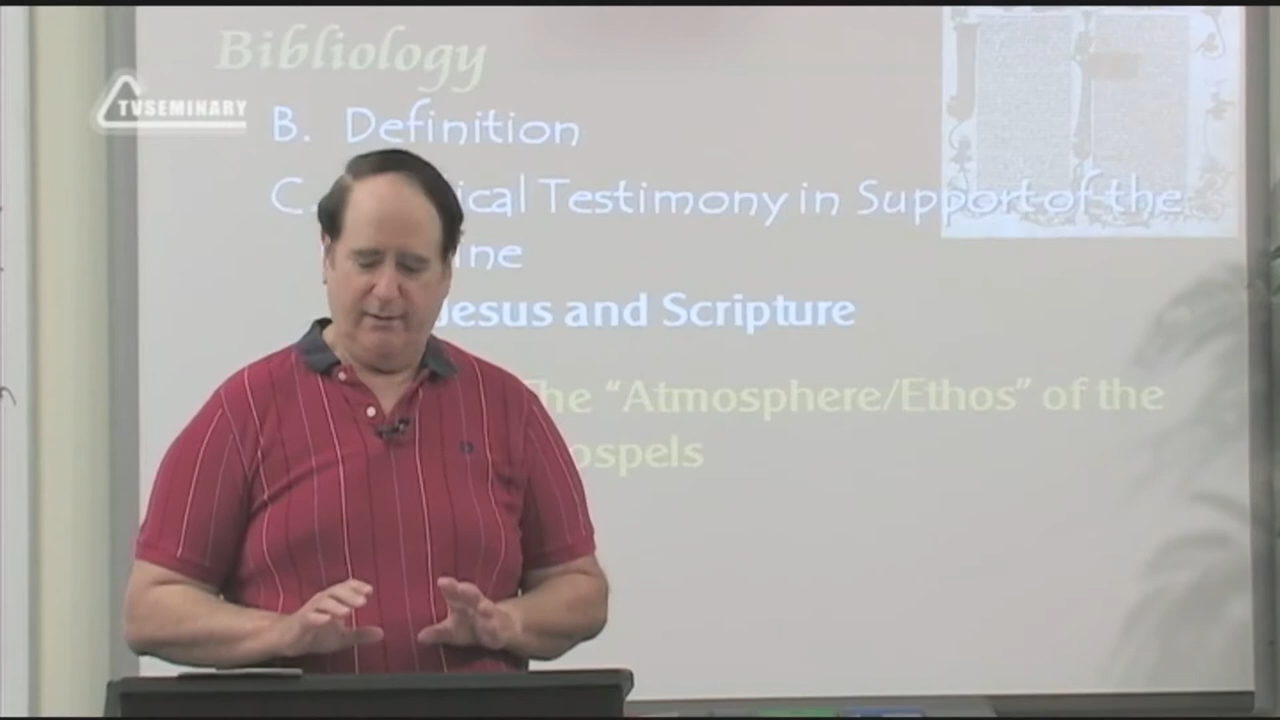 Bibliology
TVSEMINARY
B. Definition
C. ical Testimony in Support of the
ine
Jesus and Scripture
he “Atmosphere/Ethos” of the
ospels